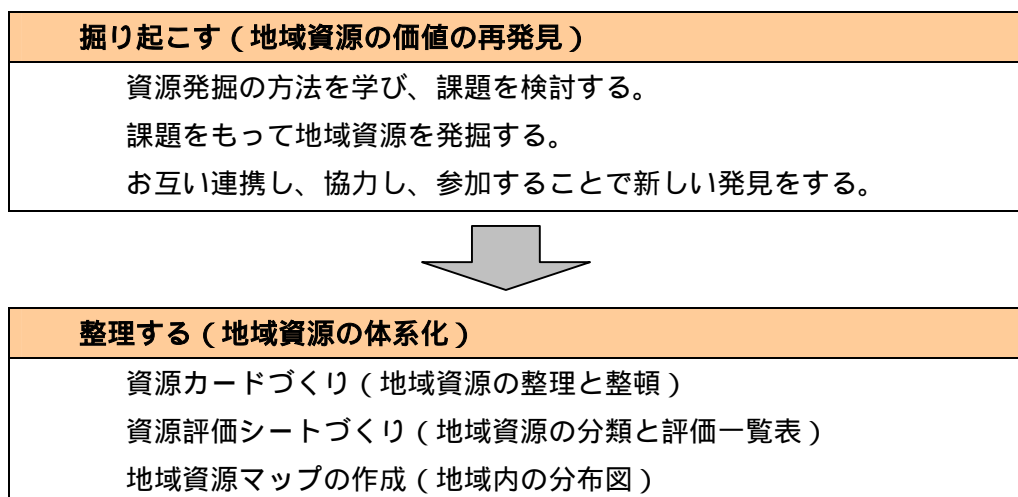 掘り起こす（地域資源の価値の再発見）
資源発掘の方法を学び、課題を検討する。
課題をもって地域資源を発掘する。
お互い連携し、協力し、参加することで新しい発見をする。
整理する（地域資源の体系化）
資源カードづくり（地域資源の整理と整頓）
資源評価シートづくり（地域資源の分類と評価一覧表）
地域資源マップの作成（地域内の分布図）